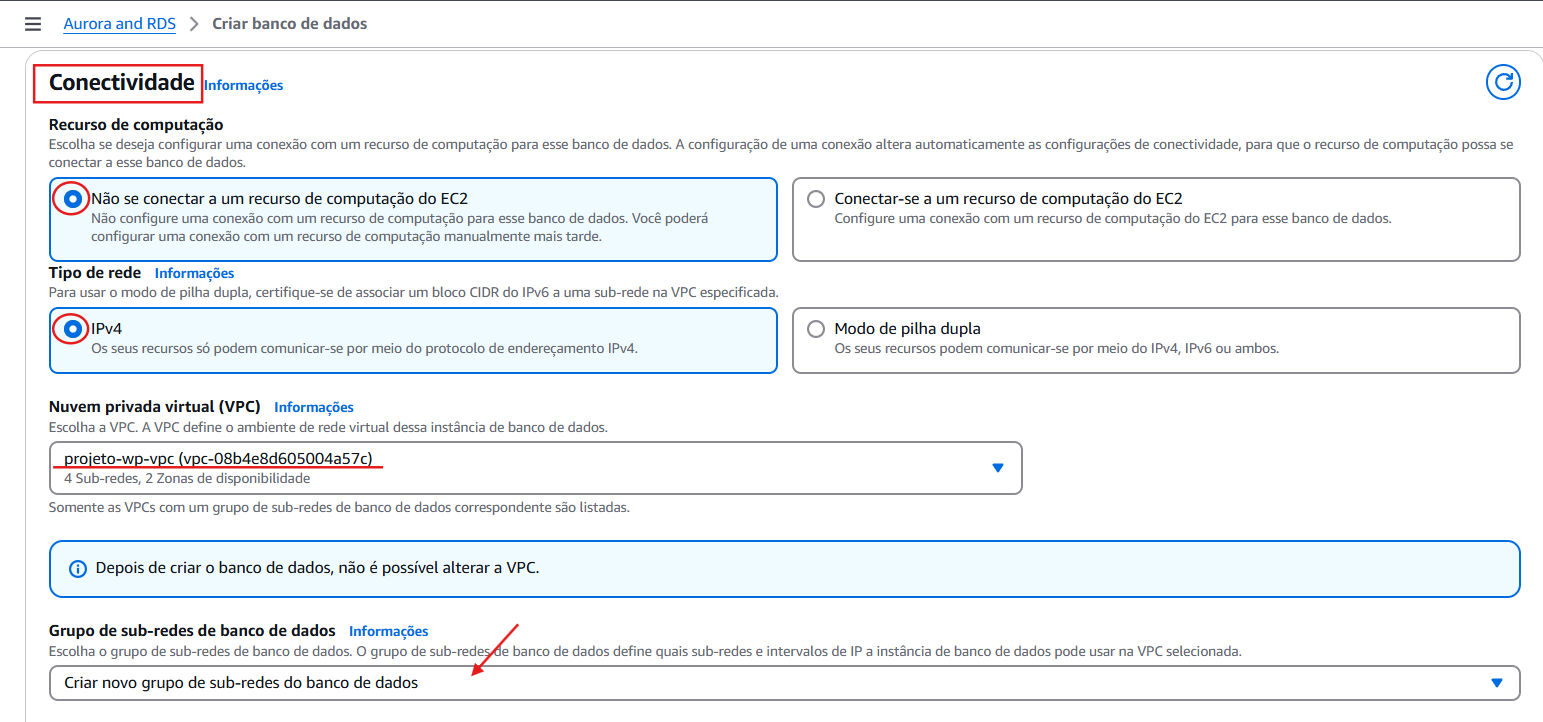 Aurora and RDS > Criar banco de dados
Conectividade Informações
Recurso de computação
Escolha se deseja configurar uma conexão com um recurso de computação para esse banco de dados. A configuração de uma conexão altera automaticamente as configurações de conectividade, para que o recurso de computação possa se
conectar a esse banco de dados.
Não se conectar a um recurso de computação do EC2
Não configure uma conexão com um recurso de computação para esse banco de dados. Você poderá
configurar uma conexão com um recurso de computação manualmente mais tarde.
Conectar-se a um recurso de computação do EC2
Configure uma conexão com um recurso de computação do EC2 para esse banco de dados.
Tipo de rede Informações
Para usar o modo de pilha dupla, certifique-se de associar um bloco CIDR do IPv6 a uma sub-rede na VPC especificada.
IPv4
Os seus recursos só podem comunicar-se por meio do protocolo de endereçamento IPv4.
Modo de pilha dupla
Os seus recursos podem comunicar-se por meio do IPv4, IPv6 ou ambos.
Nuvem privada virtual (VPC) Informações
Escolha a VPC. A VPC define o ambiente de rede virtual dessa instância de banco de dados.
projeto-wp-vpc (vpc-08b4e8d605004a57c)
4 Sub-redes, 2 Zonas de disponibilidade
Somente as VPCs com um grupo de sub-redes de banco de dados correspondente são listadas.
Depois de criar o banco de dados, não é possível alterar a VPC.
Grupo de sub-redes de banco de dados Informações
Escolha o grupo de sub-redes de banco de dados. O grupo de sub-redes de banco de dados define quais sub-redes e intervalos de IP a instância de banco de dados pode usar na VPC selecionada.
Criar novo grupo de sub-redes do banco de dados